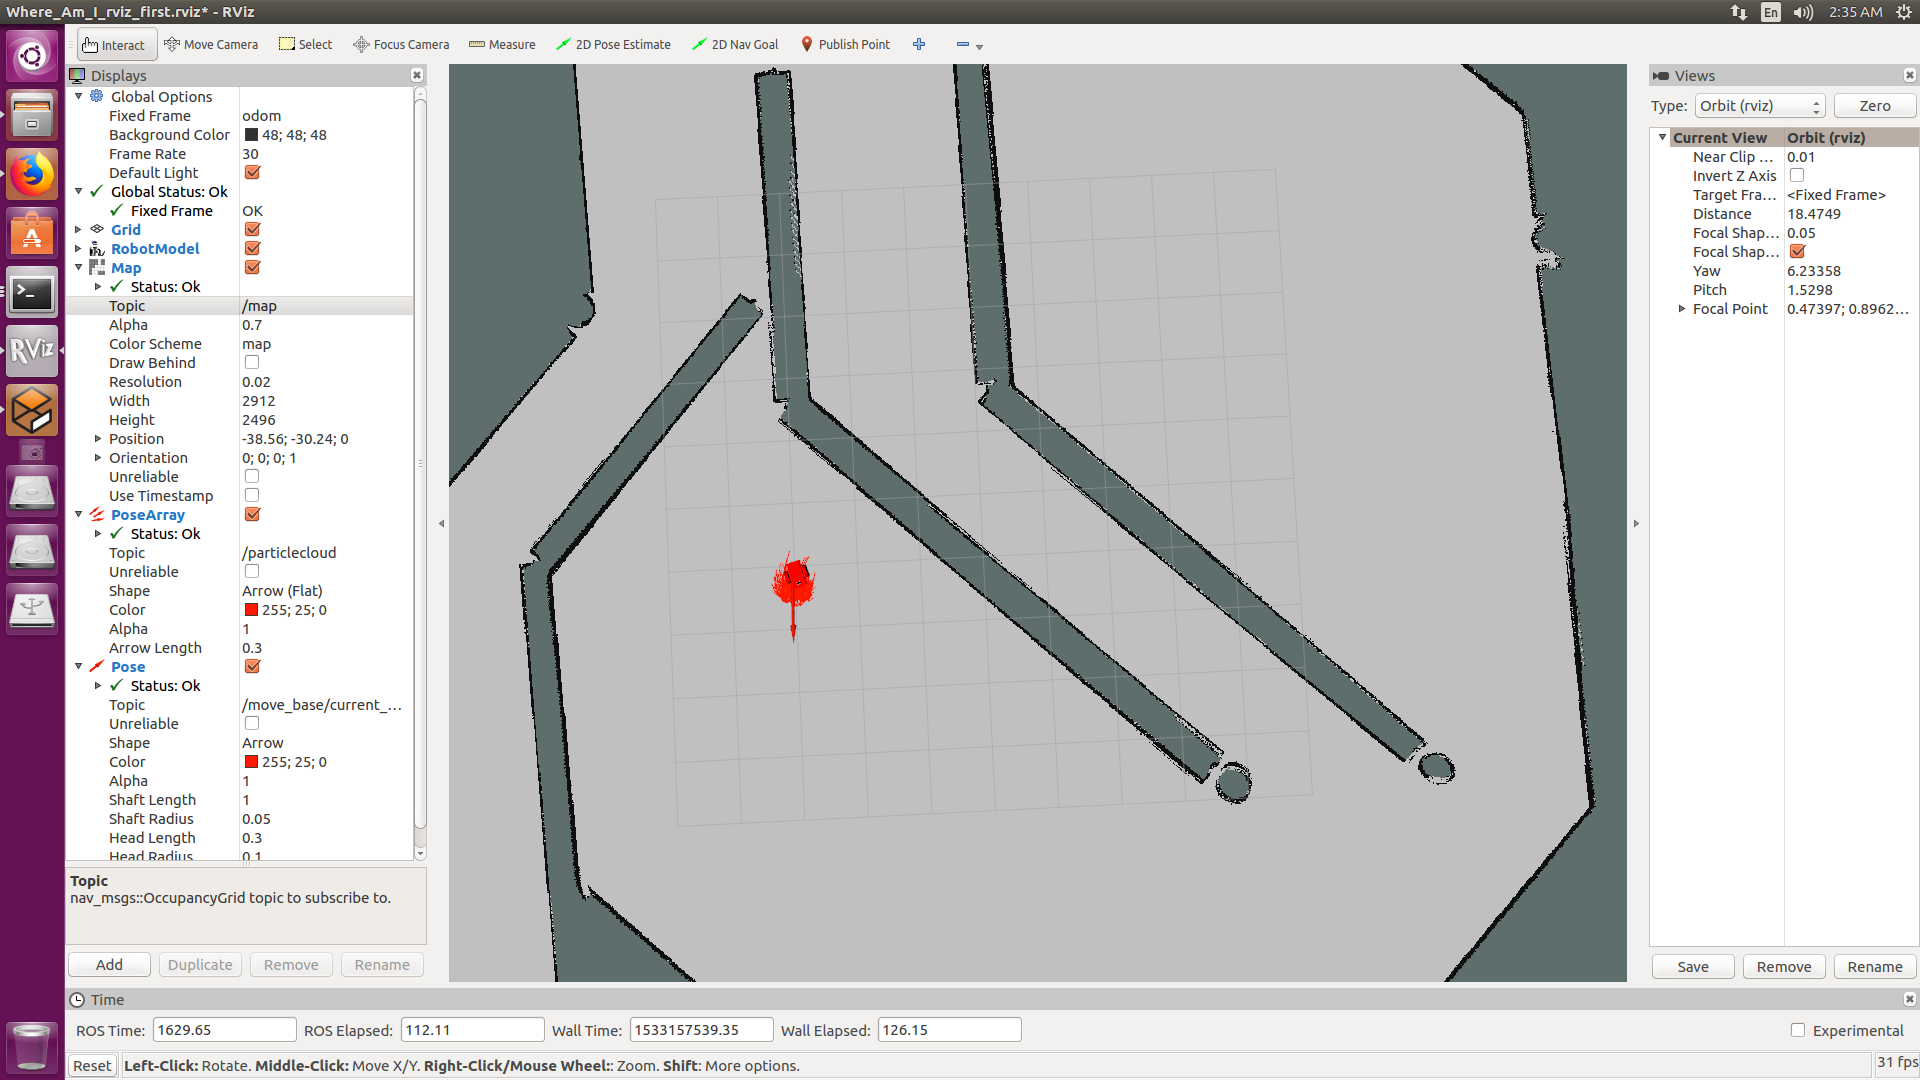 Where_Am_I_rviz_first.rviz* - RViz
En
2:35 AM
Interact
Move Camera
Select
Focus Camera
Measure
2D Pose Estimate
2D Nav Goal
Publish Point
Displays
Global Options
Fixed Frame odom
Background Color 48; 48; 48
Frame Rate 30
Default Light
Global Status: Ok
Fixed Frame OK
Grid
RobotModel
Map
Status: Ok
Topic /map
Alpha 0.7
Color Scheme map
Draw Behind
Resolution 0.02
Width 2912
Height 2496
Position -38.56; -30.24; 0
Orientation 0; 0; 0; 1
Unreliable
Use Timestamp
PoseArray
Status: Ok
Topic /particlecloud
Unreliable
Shape Arrow (Flat)
Color 255; 25; 0
Alpha 1
Arrow Length 0.3
Pose
Status: Ok
Topic /move_base/current_...
Unreliable
Shape Arrow
Color 255; 25; 0
Alpha 1
Shaft Length 1
Shaft Radius 0.05
Head Length 0.3
Head Radius 0.1
Topic
nav_msgs::OccupancyGrid topic to subscribe to.
Add
Duplicate
Remove
Rename
RViz
Views
Type: Orbit (rviz)
Zero
Current View Orbit (rviz)
Near Clip ... 0.01
Invert Z Axis
Target Fra... <Fixed Frame>
Distance 18.4749
Focal Shap... 0.05
Focal Shap...
Yaw 6.23358
Pitch 1.5298
Focal Point 0.47397; 0.8962...
Save
Remove
Rename
Time
ROS Time: 1629.65
ROS Elapsed: 112.11
Wall Time: 1533157539.35
Wall Elapsed: 126.15
Experimental
Reset
Left-Click: Rotate. Middle-Click: Move X/Y. Right-Click/Mouse Wheel:: Zoom. Shift: More options.
31 fps